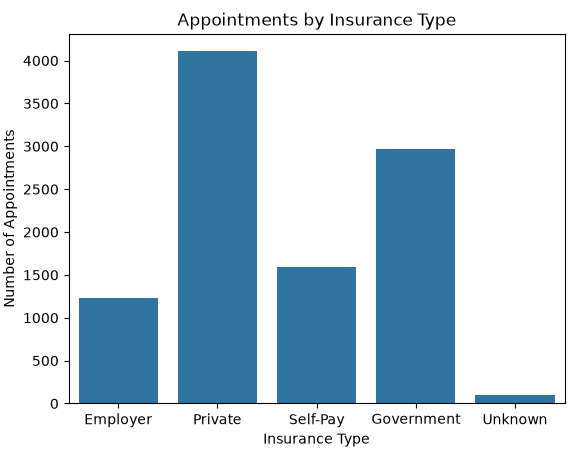 Appointments by Insurance Type
Number of Appointments
4000
3500
3000
2500
2000
1500
1000
500
0
Employer Private Self-Pay Government Unknown
Insurance Type